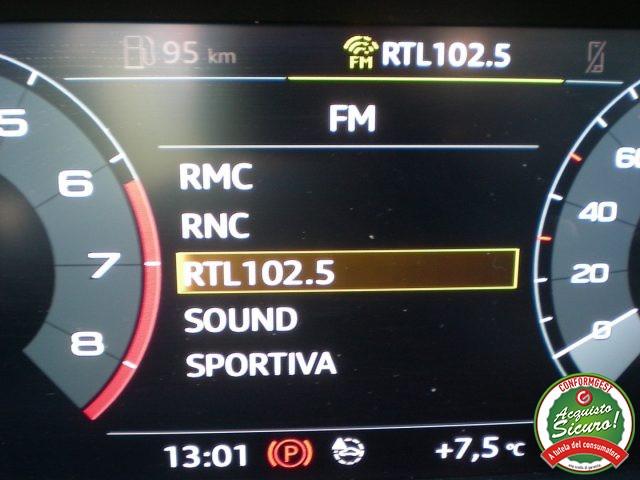 95 km
FM
RTL102.5
FM
RMC
RNC
RTL102.5
SOUND
SPORTIVA
5
6
7
8
60
40
20
0
13:01
P
+7,5 °C
CONFORMGEST
Acquisto
Sicuro!
A tutela del consumatore